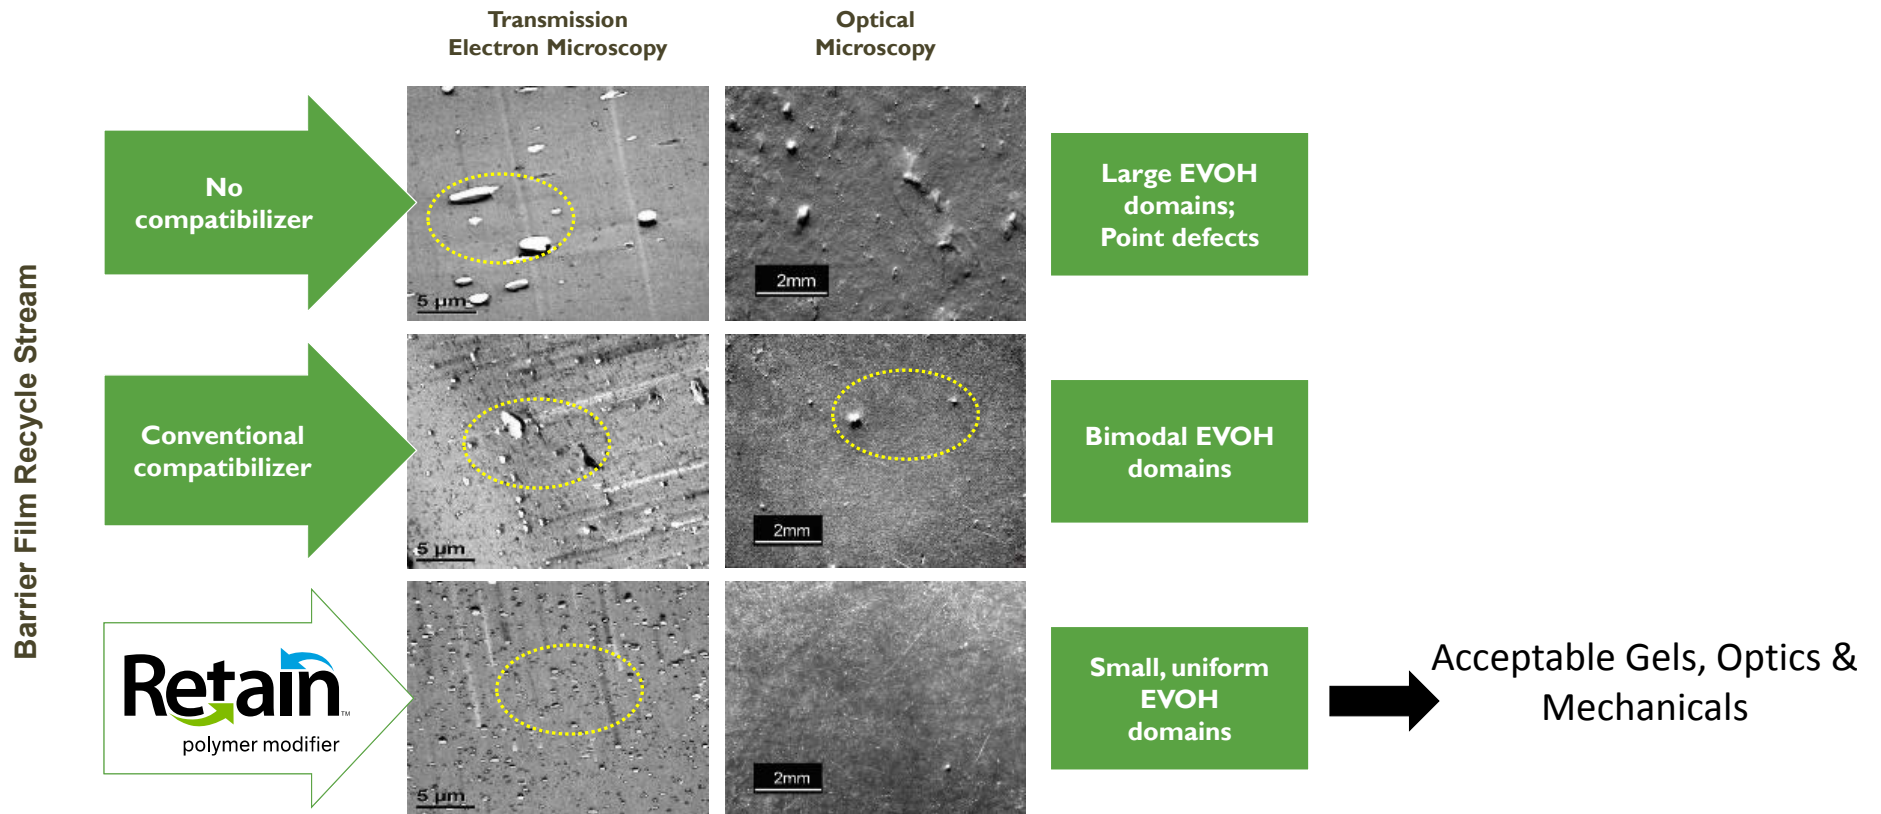 Transmission
Electron Microscopy
Optical
Microscopy
Barrier Film Recycle Stream
No
compatibilizer
5 µm
2mm
Large EVOH
domains;
Point defects
Conventional
compatibilizer
5 µm
2mm
Bimodal EVOH
domains
Retain™
polymer modifier
5 µm
2mm
Small, uniform
EVOH
domains
Acceptable Gels, Optics &
Mechanicals